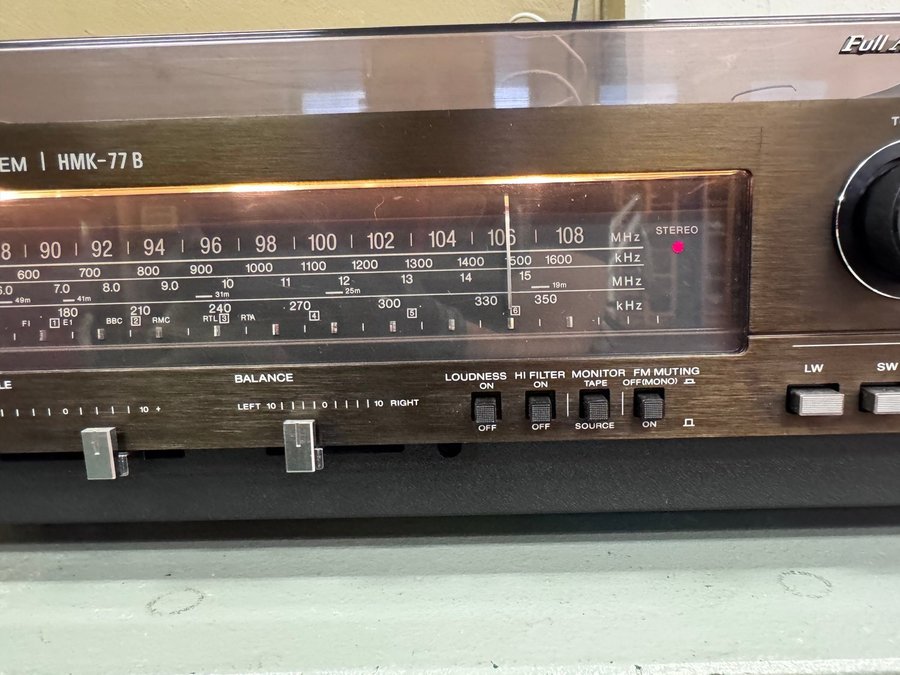 Full
EM | HMK-77 B
8 90 92 94 96 98 100 102 104 106 108 MHz
STEREO
600 700 800 900 1000 1100 1200 1300 1400 1500 1600 kHz
6.0 7.0 8.0 9.0 10 11 12 13 14 15 MHz
49m 41m 31m 25m 19m
180 210 240 270 300 330 350 kHz
FI 1 E1 BBC 2 RMC RTL 3 RTA 4 5 6
LE
BALANCE
LOUDNESS HI FILTER MONITOR FM MUTING
ON ON TAPE OFF(MONO)
10 +
0
LEFT 10 0 10 RIGHT
OFF OFF SOURCE ON
LW SW